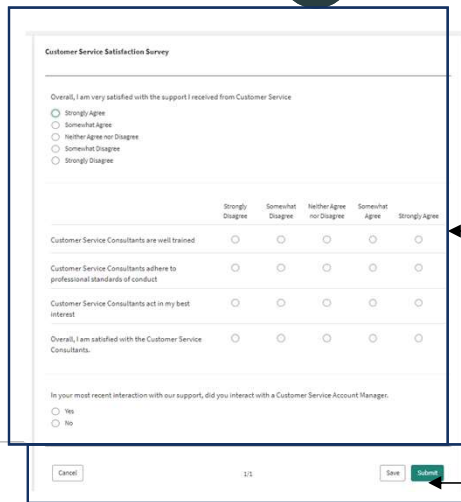 Customer Service Satisfaction Survey
Overall, I am very satisfied with the support I received from Customer Service
Strongly Agree
Somewhat Agree
Neither Agree nor Disagree
Somewhat Disagree
Strongly Disagree
Strongly Somewhat Neither Agree Somewhat
Disagree Disagree nor Disagree Agree Strongly Agree
Customer Service Consultants are well trained
Customer Service Consultants adhere to
professional standards of conduct
Customer Service Consultants act in my best
interest
Overall, I am satisfied with the Customer Service
Consultants.
In your most recent interaction with our support, did you interact with a Customer Service Account Manager.
Yes
No
Cancel 1/1 Save Submit